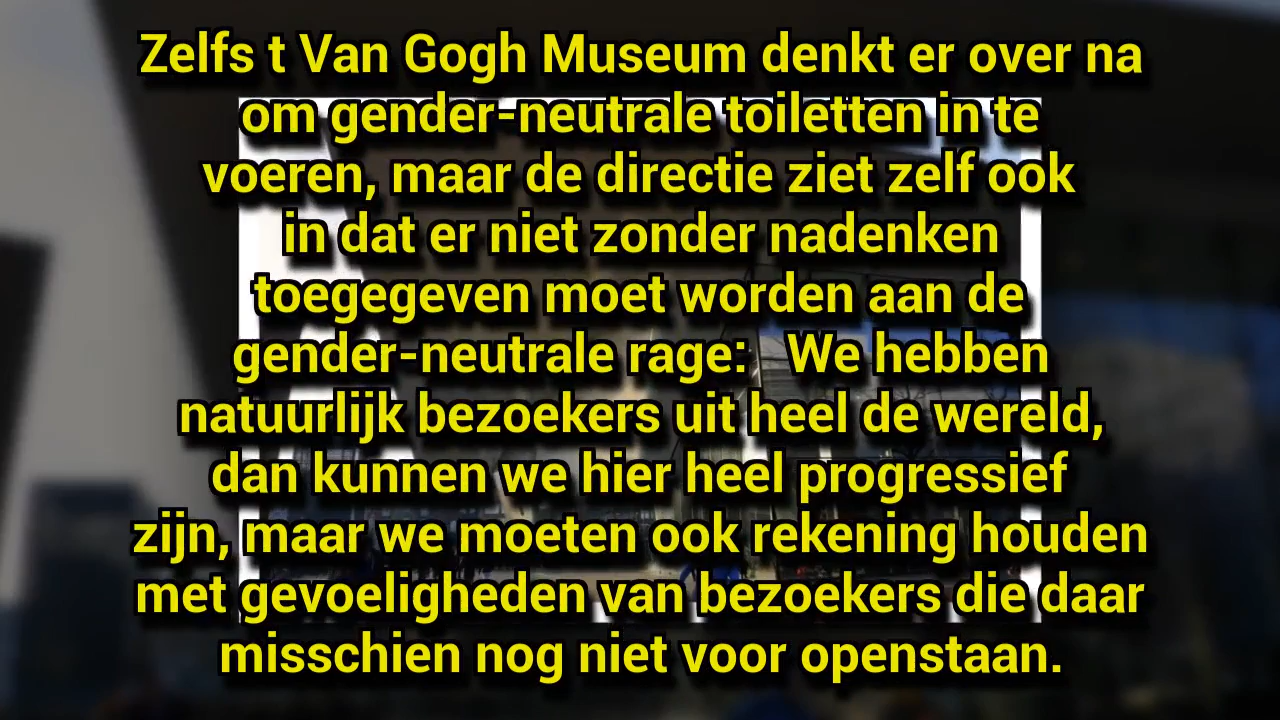 Zelfs t Van Gogh Museum denkt er over na
om gender-neutrale toiletten in te
voeren, maar de directie ziet zelf ook
in dat er niet zonder nadenken
toegegeven moet worden aan de
gender-neutrale rage:   We hebben
natuurlijk bezoekers uit heel de wereld,
dan kunnen we hier heel progressief
zijn, maar we moeten ook rekening houden
met gevoeligheden van bezoekers die daar
misschien nog niet voor openstaan.